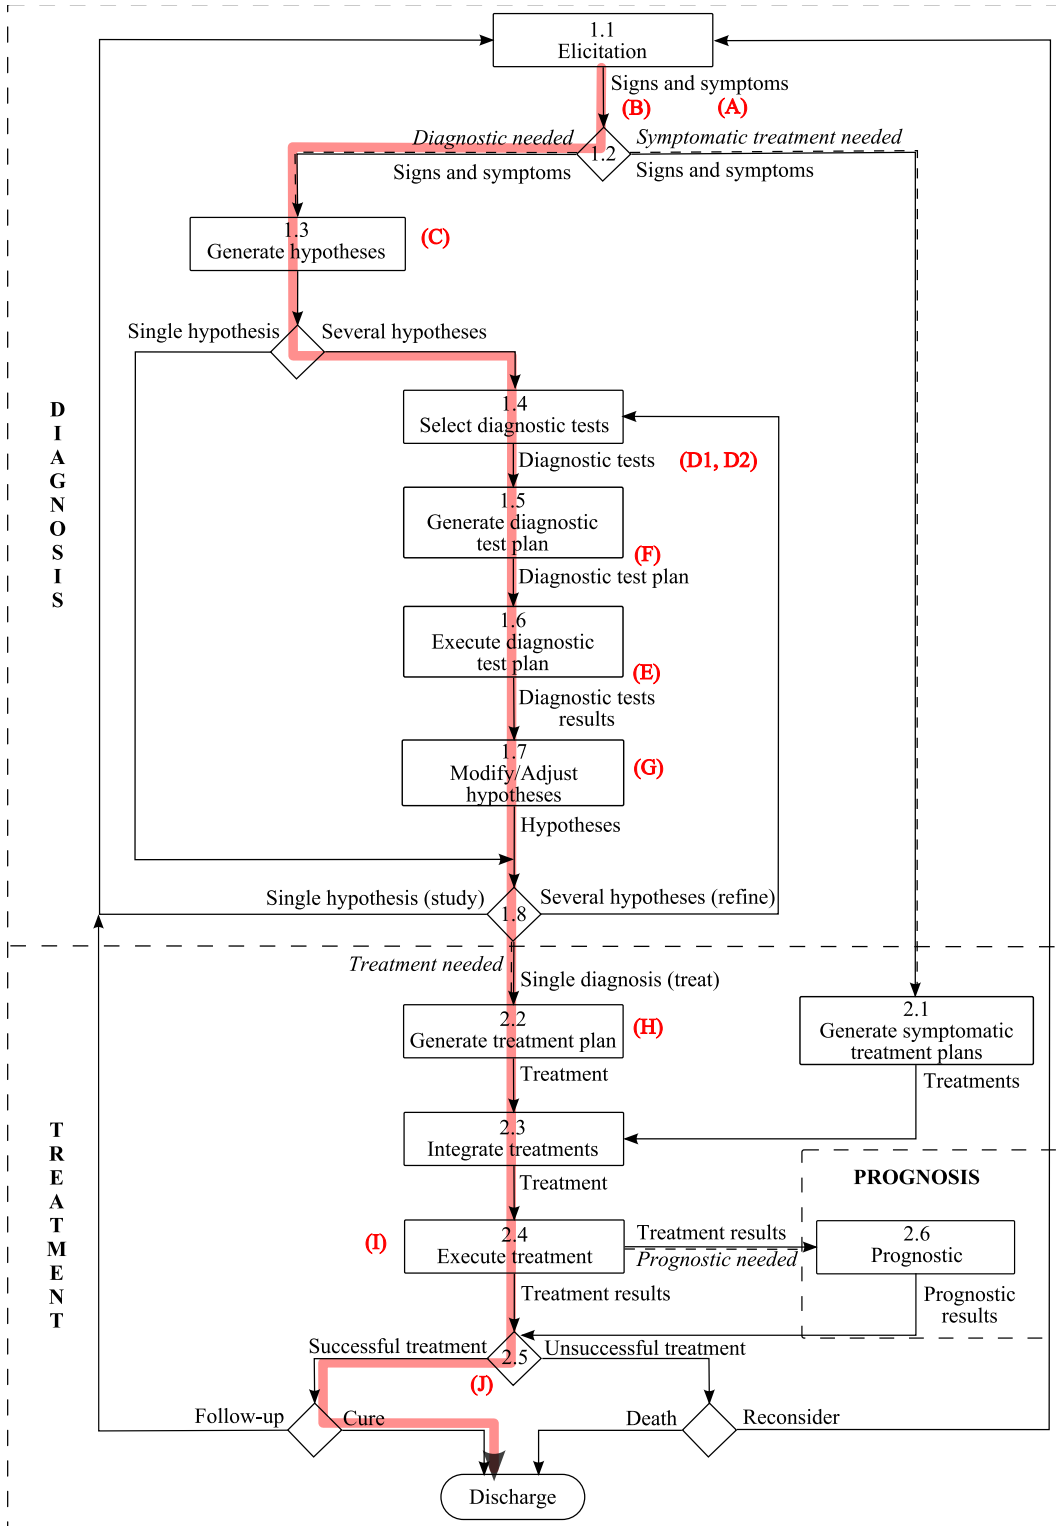 1.1
Elicitation
Signs and symptoms
(B)
(A)
Diagnostic needed
Symptomatic treatment needed
1.2
Signs and symptoms
Signs and symptoms
1.3
Generate hypotheses
(C)
Single hypothesis
Several hypotheses
1.4
Select diagnostic tests
Diagnostic tests
(D1, D2)
1.5
Generate diagnostic
test plan
(F)
Diagnostic test plan
1.6
Execute diagnostic
test plan
(E)
Diagnostic tests
results
1.7
Modify/Adjust
hypotheses
(G)
Hypotheses
Single hypothesis (study)
Several hypotheses (refine)
1.8
DIAGNOSIS
Treatment needed
Single diagnosis (treat)
2.2
Generate treatment plan
(H)
2.1
Generate symptomatic
treatment plans
Treatment
Treatments
2.3
Integrate treatments
Treatment
PROGNOSIS
(I)
2.4
Execute treatment
Treatment results
Prognostic needed
2.6
Prognostic
Treatment results
Prognostic
results
TREATMENT
Successful treatment
2.5
Unsuccessful treatment
(J)
Follow-up
Cure
Death
Reconsider
Discharge